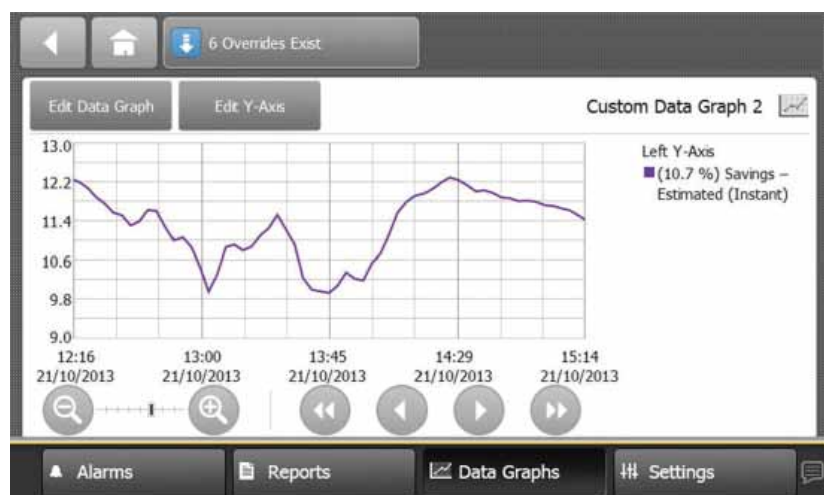 6 Overrides Exist
Edit Data Graph
Edit Y-Axis
Custom Data Graph 2
13.0
12.2
11.4
10.6
9.8
9.0
Left Y-Axis
(10.7 %) Savings –
Estimated (Instant)
12:16 13:00 13:45 14:29 15:14
21/10/2013 21/10/2013 21/10/2013 21/10/2013 21/10/2013
Alarms
Reports
Data Graphs
Settings